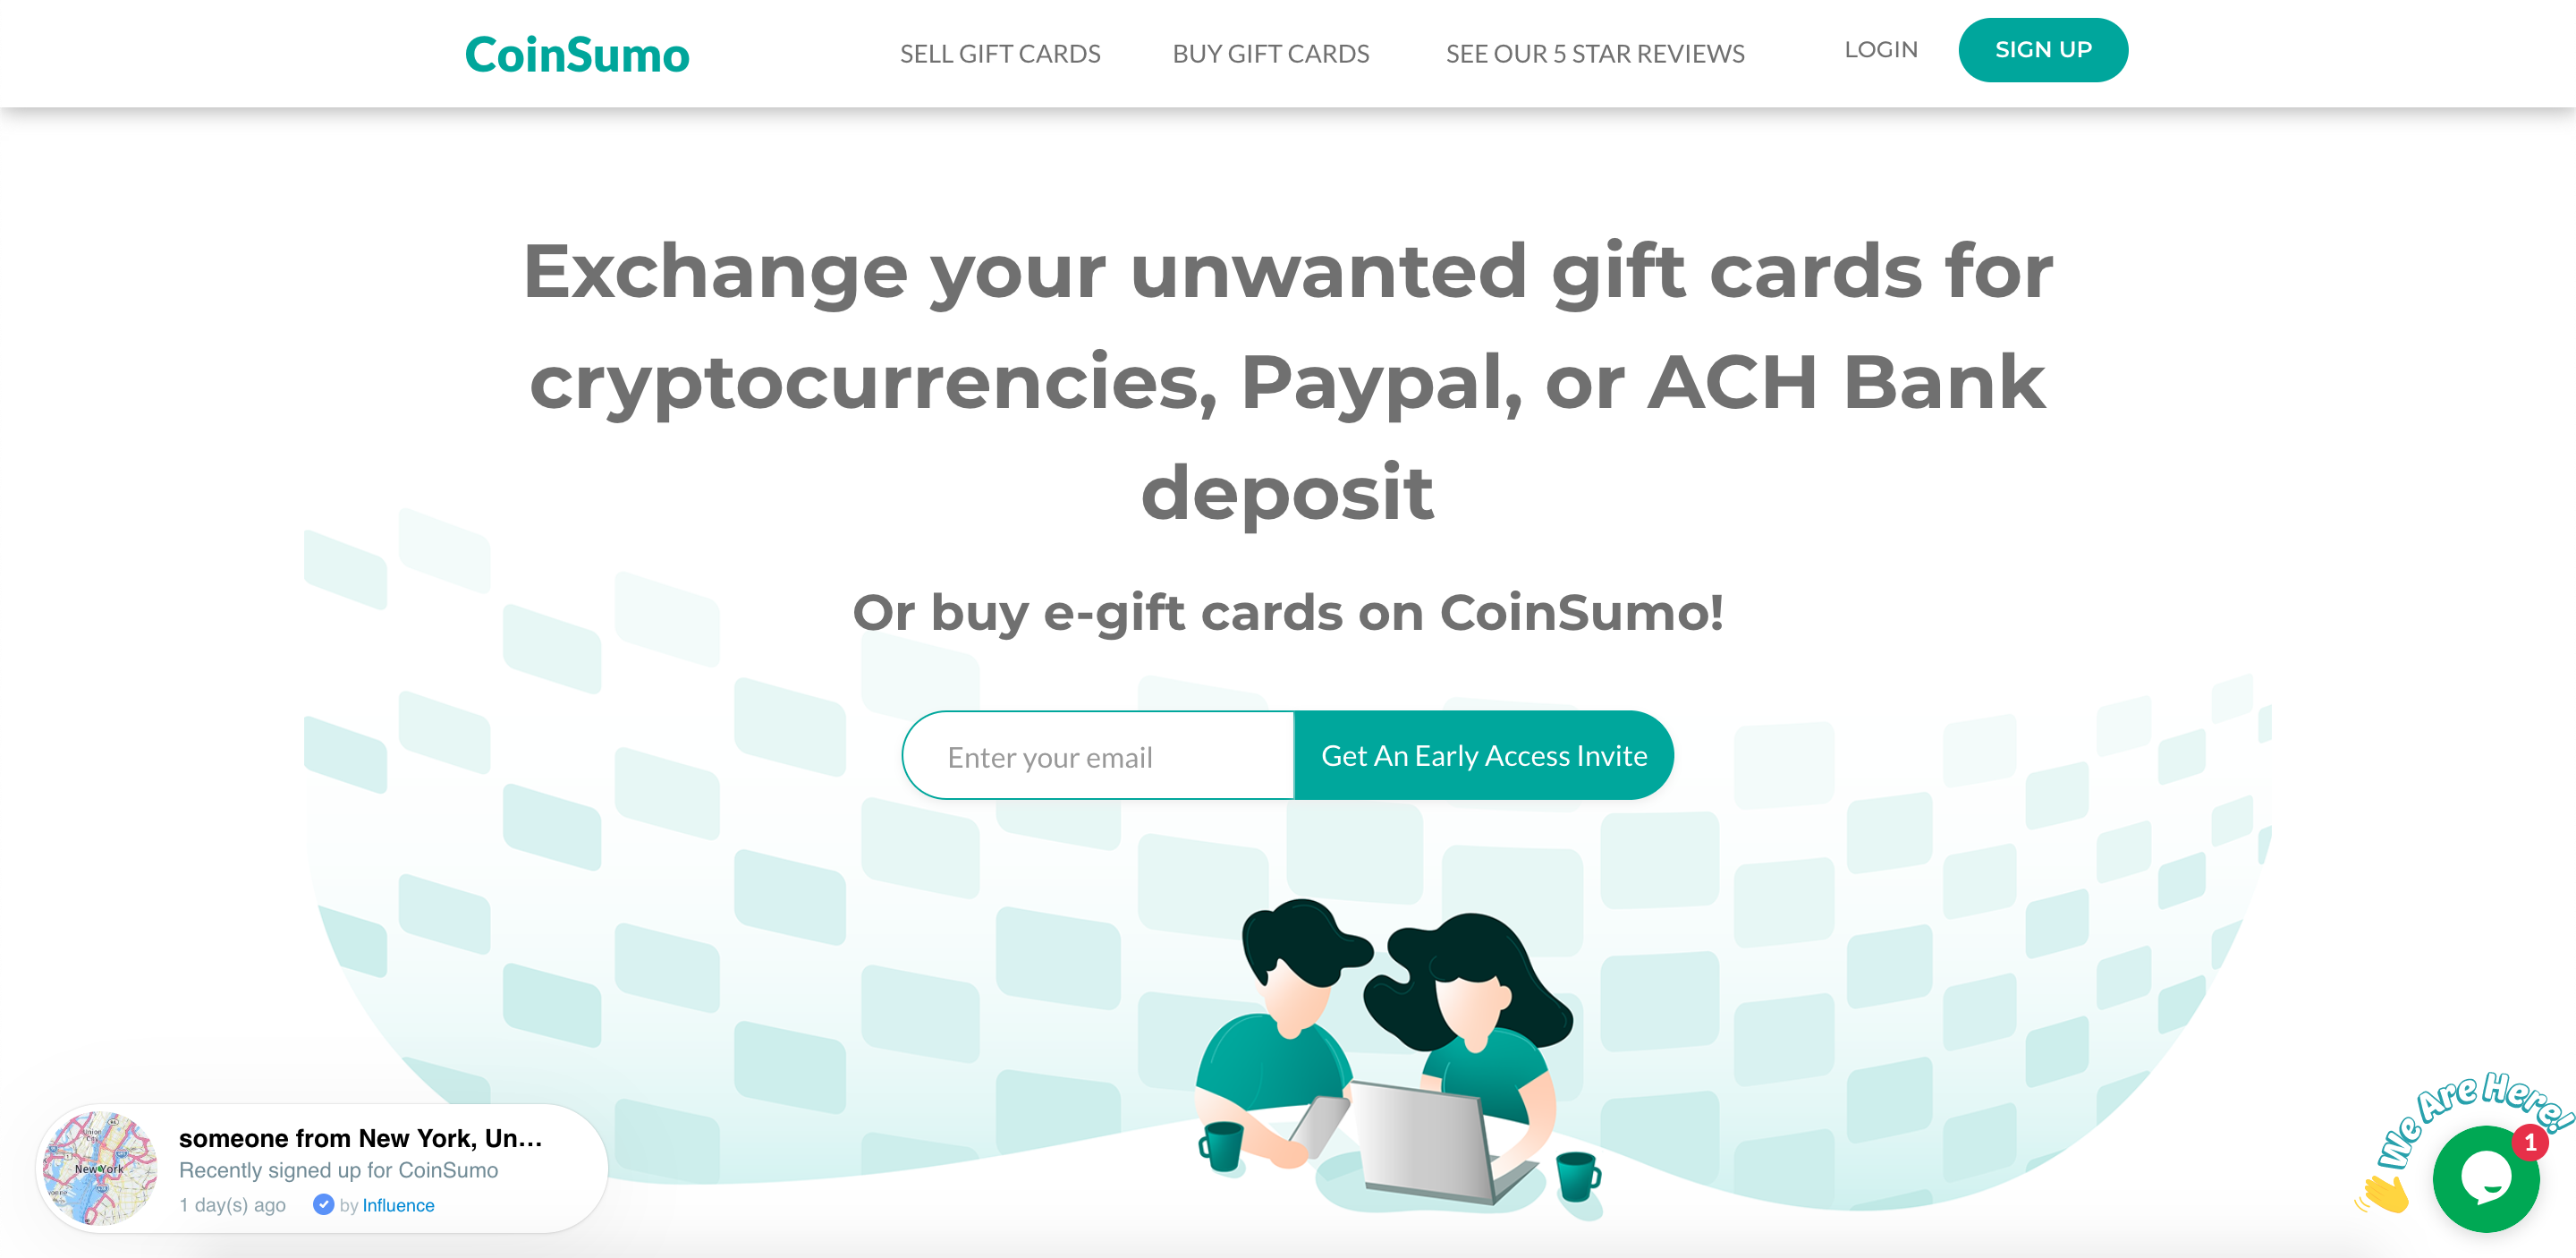 CoinSumo
SELL GIFT CARDS
BUY GIFT CARDS
SEE OUR 5 STAR REVIEWS
LOGIN
SIGN UP
Exchange your unwanted gift cards for
cryptocurrencies, Paypal, or ACH Bank
deposit
Or buy e-gift cards on CoinSumo!
Enter your email
Get An Early Access Invite
New York
someone from New York, Un...
Recently signed up for CoinSumo
1 day(s) ago
by Influence
We Are Here!
1